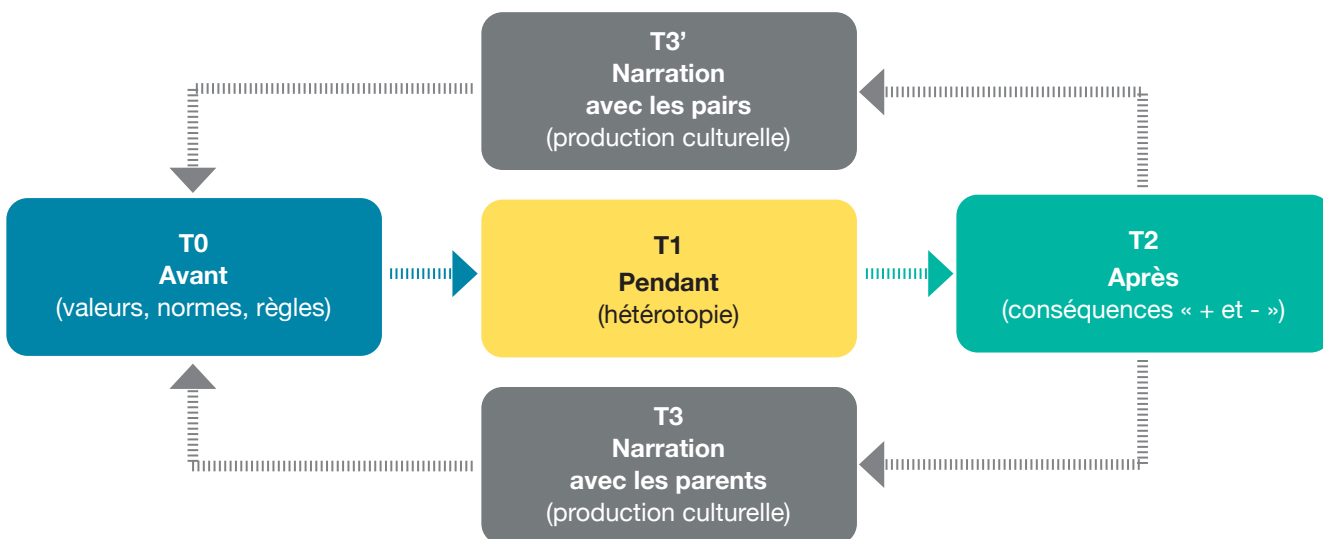 T3’
Narration
avec les pairs
(production culturelle)
T0
Avant
(valeurs, normes, règles)
T1
Pendant
(hétérotopie)
T2
Après
(conséquences « + et - »)
T3
Narration
avec les parents
(production culturelle)